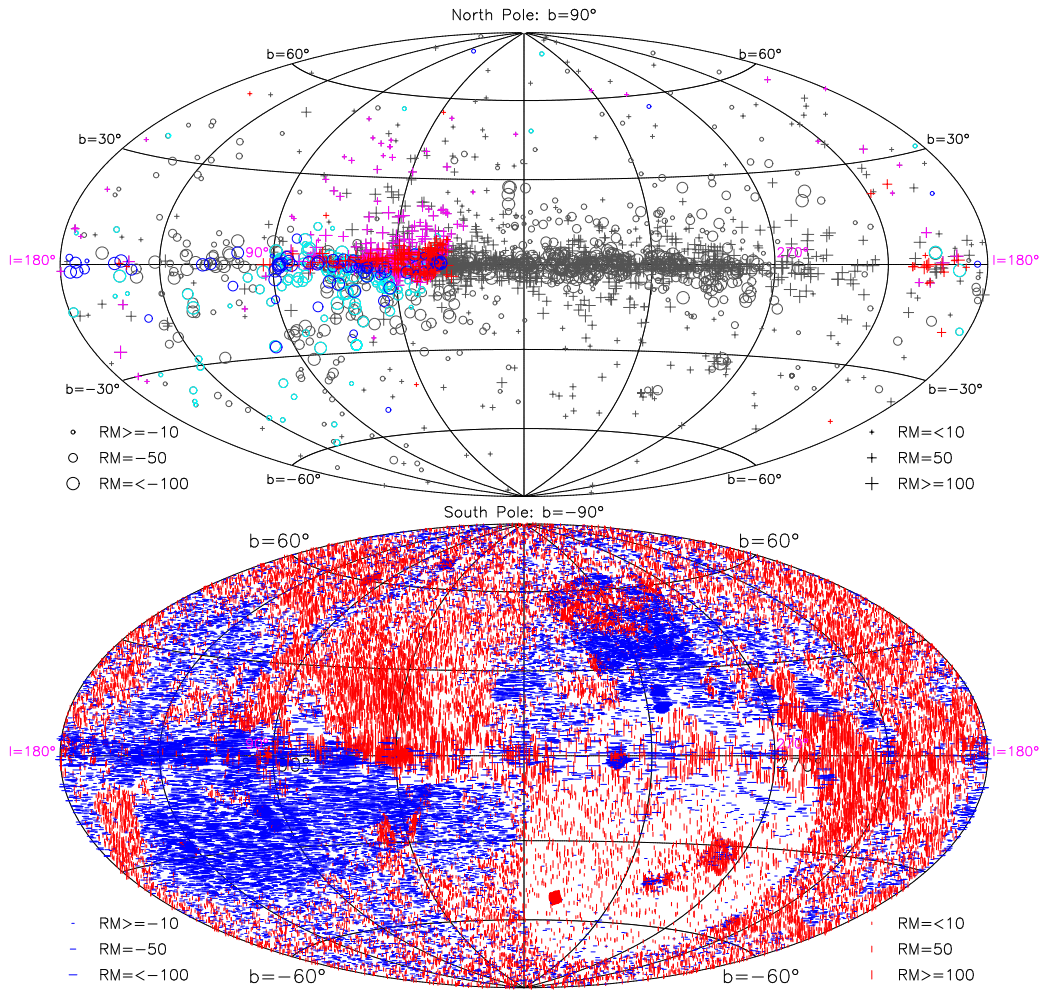 North Pole: b=90°
b=60° b=60°
b=30° b=30°
90° 270°
l=180° l=180°
b=−30° b=−30°
RM>=−10 RM=<10
RM=−50 RM=50
b=−60° b=−60°
RM=<−100 RM>=100
South Pole: b=−90°
b=60° b=60°
l=180° l=180°
RM>=−10 RM=<10
RM=−50 RM=50
RM=<−100 b=−60° b=−60° RM>=100